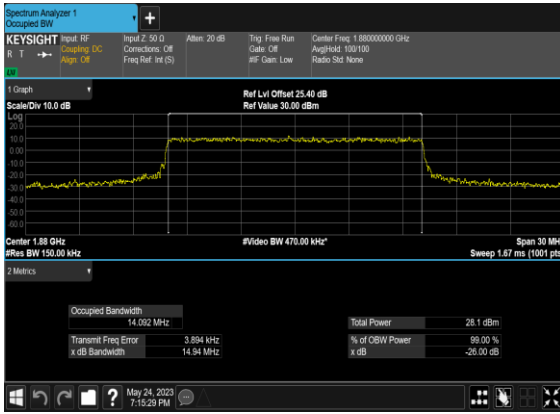 Spectrum Analyzer 1
Occupied BW
KEYSIGHT
R T
LXI
Input: RF
Coupling: DC
Align: Off
Input Z: 50 Ω
Corrections: Off
Freq Ref: Int (S)
Atten: 20 dB
Trig: Free Run
Gate: Off
#IF Gain: Low
Center Freq: 1.880000000 GHz
Avg|Hold: 100/100
Radio Std: None
1 Graph
Scale/Div 10.0 dB
Ref Lvl Offset 25.40 dB
Ref Value 30.00 dBm
Log
20.0
10.0
0.00
-10.0
-20.0
-30.0
-40.0
-50.0
-60.0
Center 1.88 GHz
#Res BW 150.00 kHz
#Video BW 470.00 kHz*
Span 30 MH
Sweep 1.67 ms (1001 pts
2 Metrics
Occupied Bandwidth
14.092 MHz
Transmit Freq Error 3.894 kHz
x dB Bandwidth 14.94 MHz
Total Power 28.1 dBm
% of OBW Power 99.00 %
x dB -26.00 dB
?
May 24, 2023
7:15:29 PM